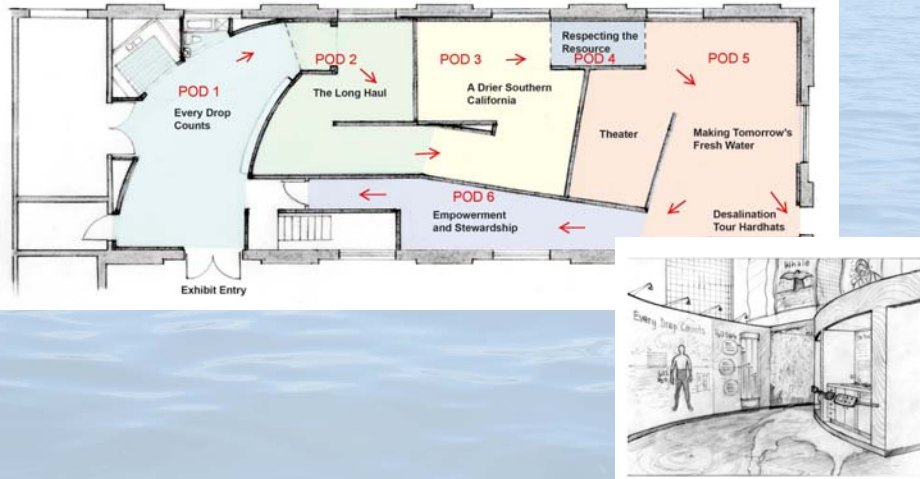 POD 1
Every Drop
Counts
POD 2
The Long Haul
POD 3
A Drier Southern
California
Respecting the
Resource
POD 4
POD 5
Theater
Making Tomorrow's
Fresh Water
Desalination
Tour Hardhats
POD 6
Empowerment
and Stewardship
Exhibit Entry
Whale
Every Drop Counts